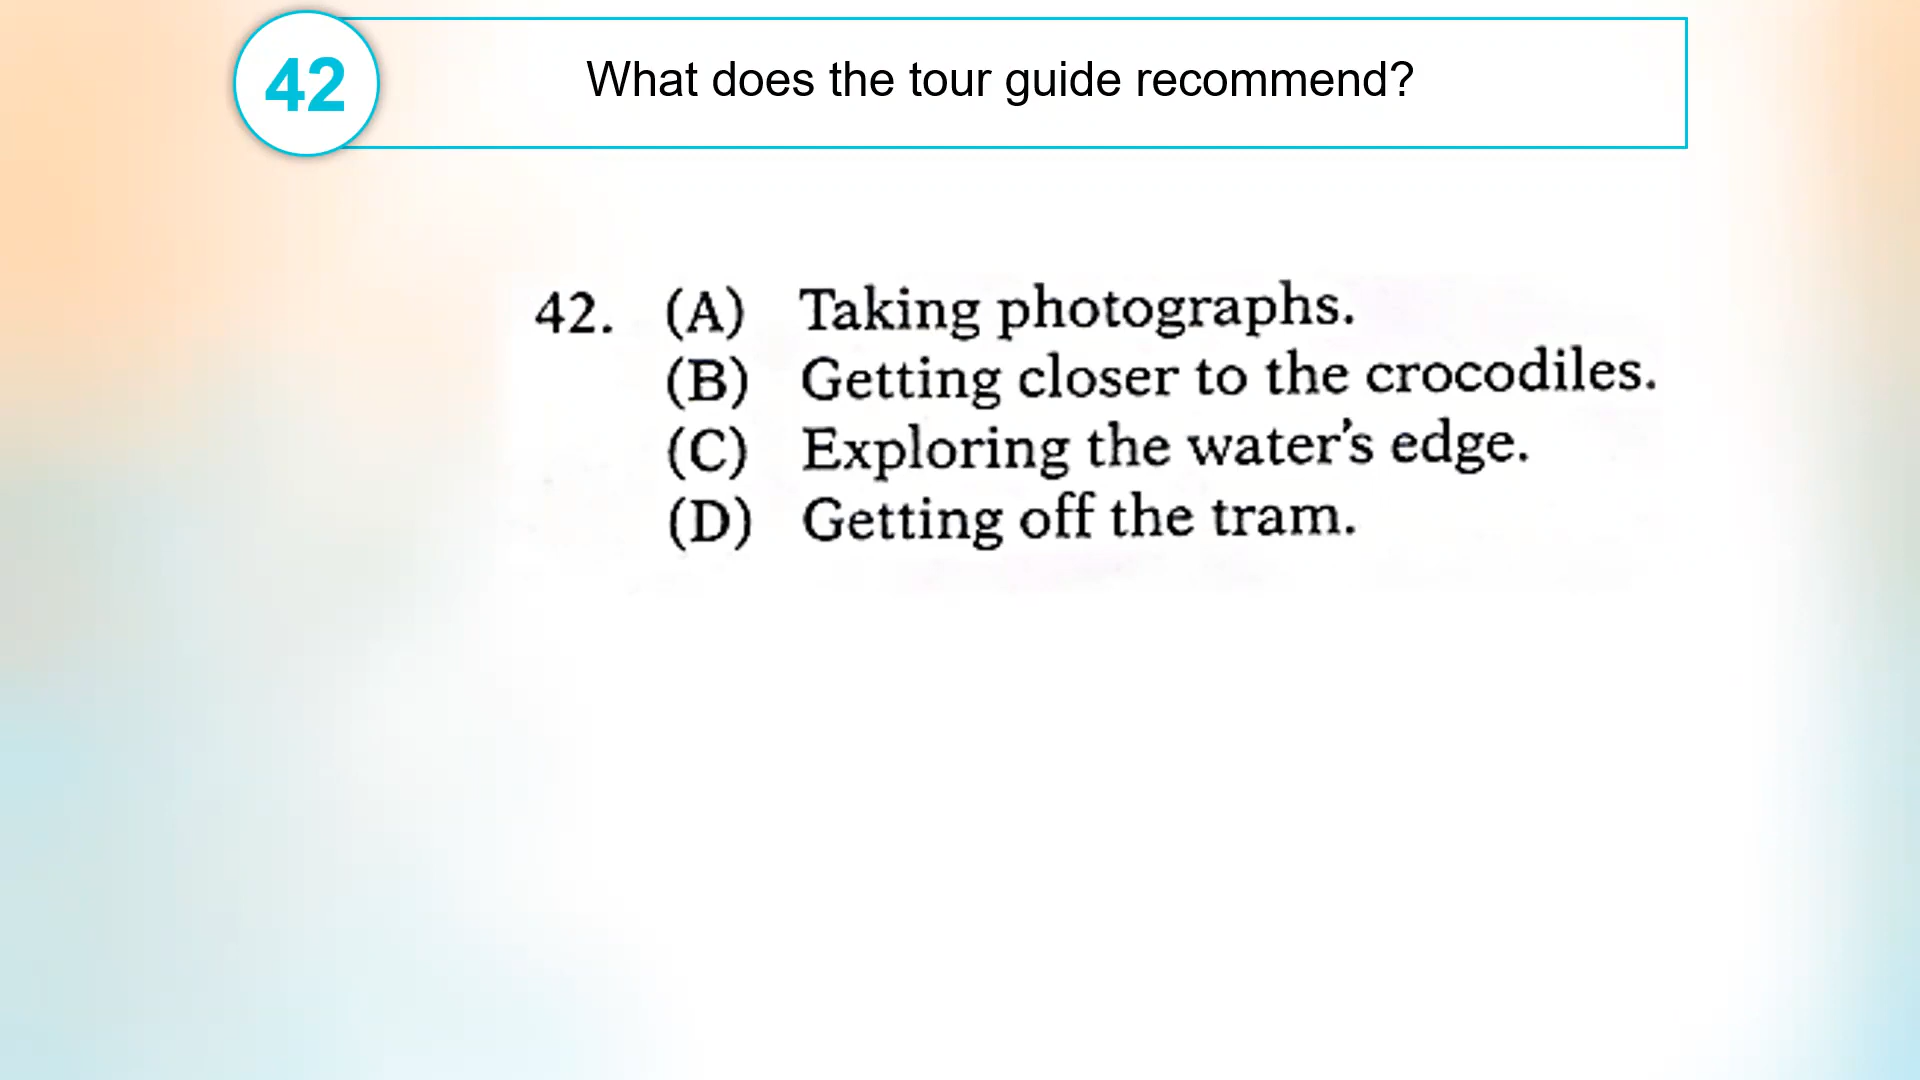 42
What does the tour guide recommend?
42. (A) Taking photographs.
(B) Getting closer to the crocodiles.
(C) Exploring the water's edge.
(D) Getting off the tram.